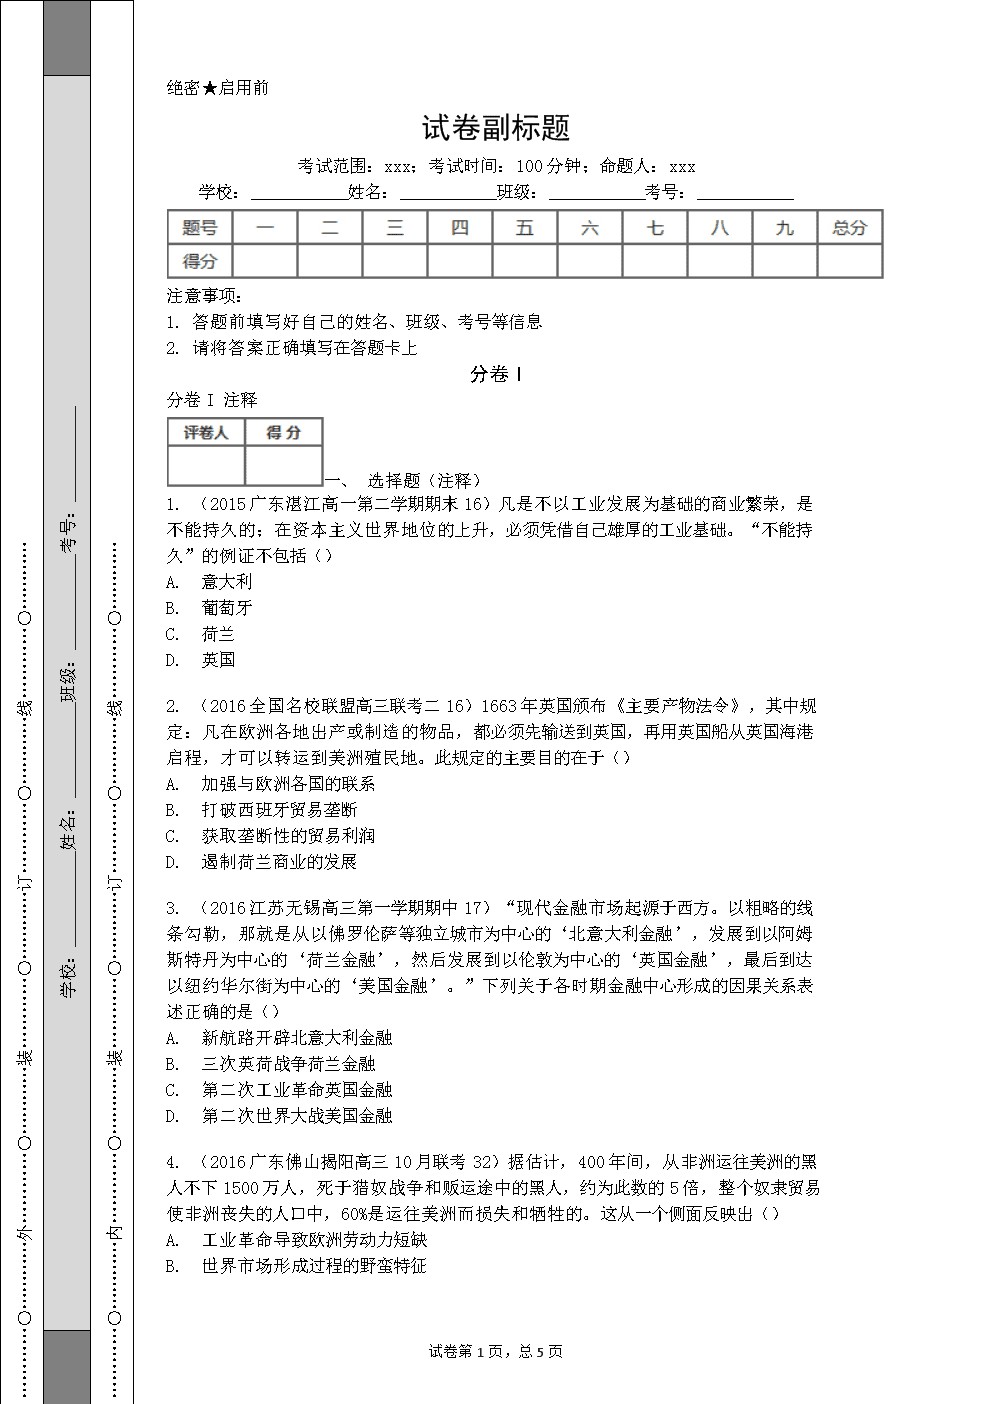 绝密★启用前
试卷副标题
考试范围：xxx；考试时间：100分钟；命题人：xxx
学校：___________姓名：___________班级：___________考号：___________
题号 一 二 三 四 五 六 七 八 九 总分
得分
注意事项：
1. 答题前填写好自己的姓名、班级、考号等信息
2. 请将答案正确填写在答题卡上
分卷I
分卷I 注释
评卷人 得 分
一、 选择题（注释）
1. （2015广东湛江高一第二学期期末16）凡是不以工业发展为基础的商业繁荣，是
不能持久的；在资本主义世界地位的上升，必须凭借自己雄厚的工业基础。“不能持
久”的例证不包括()
A. 意大利
B. 葡萄牙
C. 荷兰
D. 英国
2. （2016全国名校联盟高三联考二16）1663年英国颁布《主要产物法令》，其中规
定：凡在欧洲各地出产或制造的物品，都必须先输送到英国，再用英国船从英国海港
启程，才可以转运到美洲殖民地。此规定的主要目的在于()
A. 加强与欧洲各国的联系
B. 打破西班牙贸易垄断
C. 获取垄断性的贸易利润
D. 遏制荷兰商业的发展
3. （2016江苏无锡高三第一学期期中17）“现代金融市场起源于西方。以粗略的线
条勾勒，那就是从以佛罗伦萨等独立城市为中心的‘北意大利金融’，发展到以阿姆
斯特丹为中心的‘荷兰金融’，然后发展到以伦敦为中心的‘英国金融’，最后到达
以纽约华尔街为中心的‘美国金融’。”下列关于各时期金融中心形成的因果关系表
述正确的是()
A. 新航路开辟北意大利金融
B. 三次英荷战争荷兰金融
C. 第二次工业革命英国金融
D. 第二次世界大战美国金融
4. （2016广东佛山揭阳高三10月联考32）据估计，400年间，从非洲运往美洲的黑
人不下1500万人，死于猎奴战争和贩运途中的黑人，约为此数的5倍，整个奴隶贸易
使非洲丧失的人口中，60%是运往美洲而损失和牺牲的。这从一个侧面反映出()
A. 工业革命导致欧洲劳动力短缺
B. 世界市场形成过程的野蛮特征
试卷第1页，总5页
…………○…………外…………○…………装…………○…………订…………○…………线…………○…………
学校：___________姓名：___________班级：___________考号：___________
…………○…………内…………○…………装…………○…………订…………○…………线…………○…………